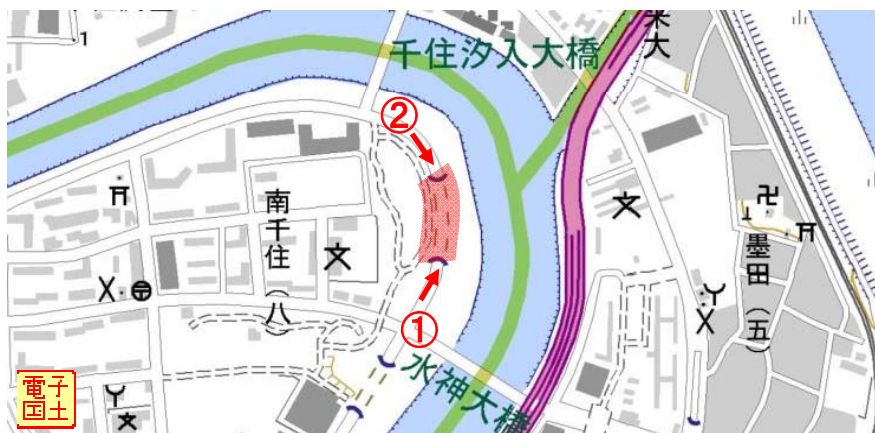 1
千住汐入大橋
②
南千住(八)
①
水神大橋
墨田(五)
電子
国土